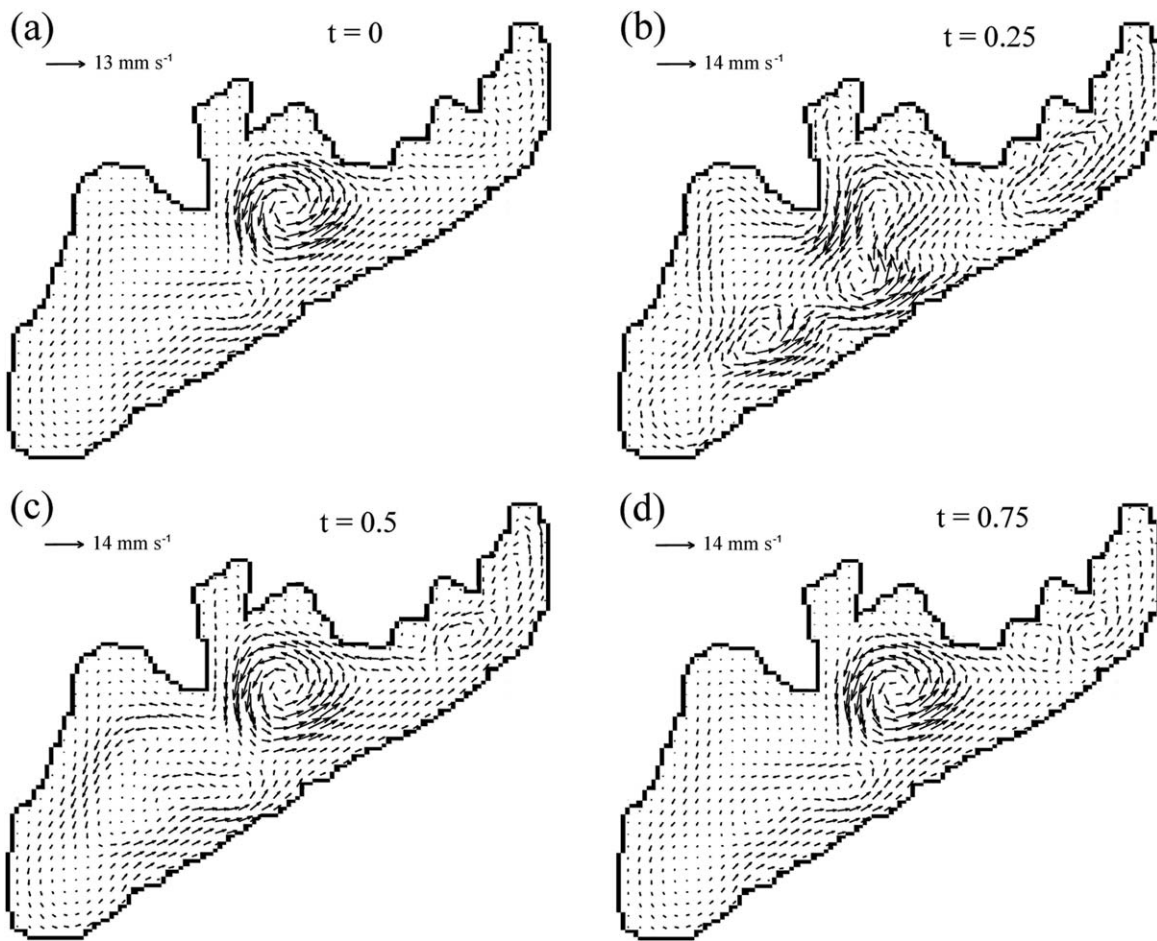 (a)
t = 0
13 mm s⁻¹
(b)
t = 0.25
14 mm s⁻¹
(c)
t = 0.5
14 mm s⁻¹
(d)
t = 0.75
14 mm s⁻¹